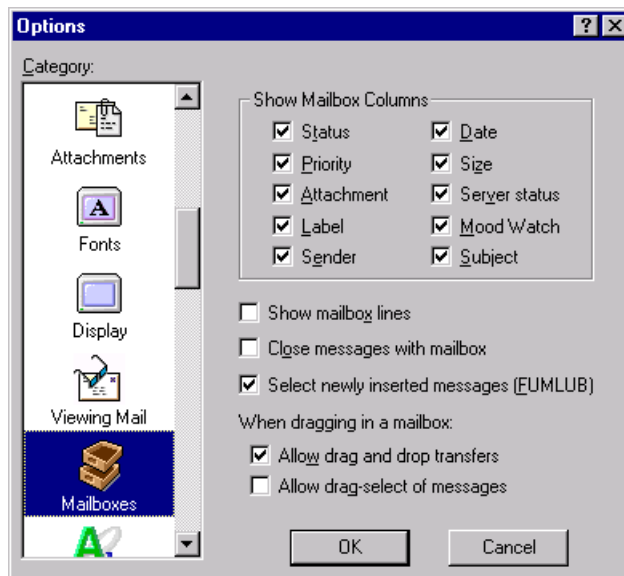 Options
Category:
Attachments
Fonts
Display
Viewing Mail
Mailboxes
Show Mailbox Columns
Status
Date
Priority
Size
Attachment
Server status
Label
Mood Watch
Sender
Subject
Show mailbox lines
Close messages with mailbox
Select newly inserted messages (FUMLUB)
When dragging in a mailbox:
Allow drag and drop transfers
Allow drag-select of messages
OK
Cancel